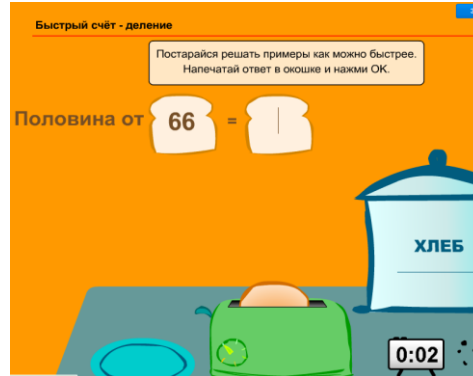 Быстрый счёт - деление
Постарайся решать примеры как можно быстрее.
Напечатай ответ в окошке и нажми OK.
Половина от 66 =
ХЛЕБ
0:02